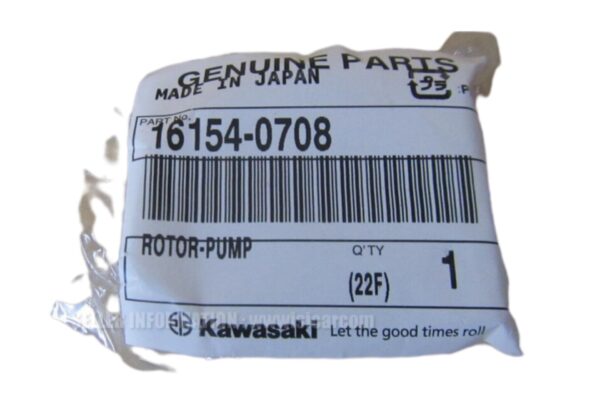 GENUINE PARTS
MADE IN JAPAN
PART No.
16154-0708
ROTOR-PUMP
Q'TY
(22F)
1
INFORMATION :
Kawasaki Let the good times roll